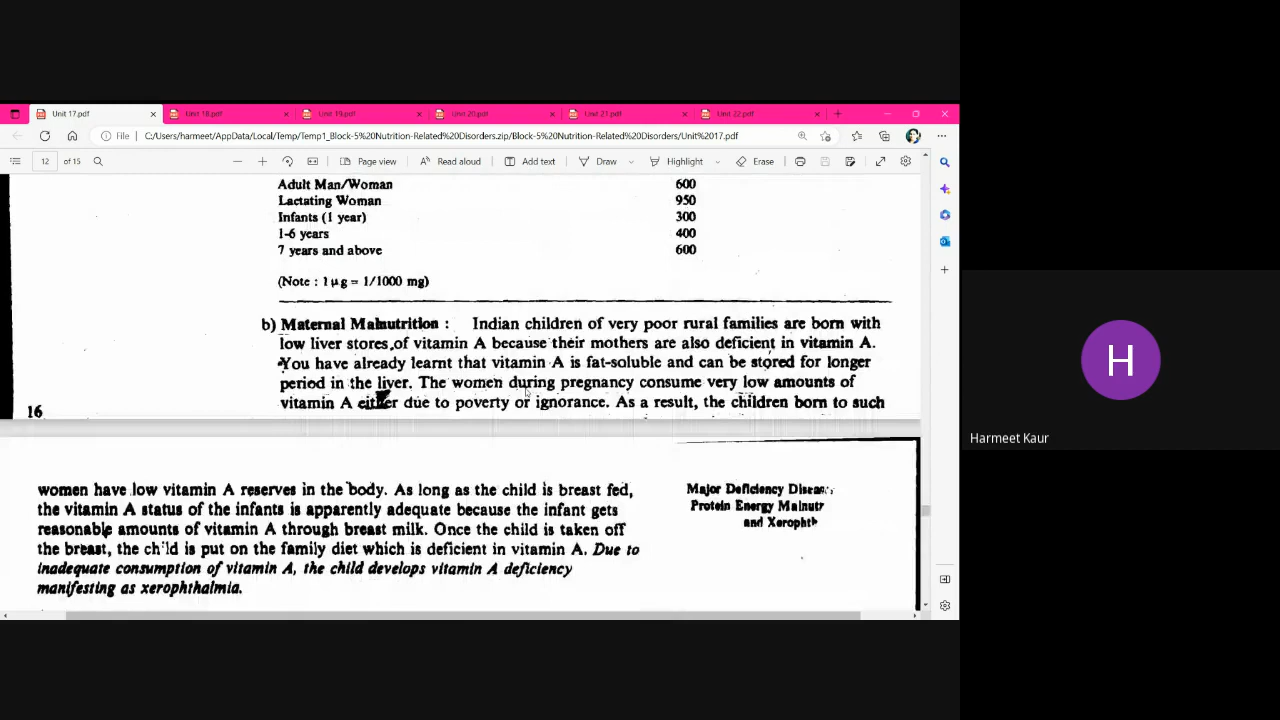 Unit 17.pdf
Unit 18.pdf
Unit 19.pdf
Unit 20.pdf
Unit 21.pdf
Unit 22.pdf
File C:/Users/harmeet/AppData/Local/Temp/Temp1_Block-5%20Nutrition-Related%20Disorders.zip/Block-5%20Nutrition-Related%20Disorders/Unit%2017.pdf
12 of 15 Page view Read aloud Add text Draw Highlight Erase
Adult Man/Woman 600
Lactating Woman 950
Infants (1 year) 300
1-6 years 400
7 years and above 600
(Note : 1 µg = 1/1000 mg)
b) Maternal Malnutrition : Indian children of very poor rural families are born with
low liver stores of vitamin A because their mothers are also deficient in vitamin A.
You have already learnt that vitamin A is fat-soluble and can be stored for longer
period in the liver. The women during pregnancy consume very low amounts of
vitamin A either due to poverty or ignorance. As a result, the children born to such
16
women have low vitamin A reserves in the body. As long as the child is breast fed,
the vitamin A status of the infants is apparently adequate because the infant gets
reasonable amounts of vitamin A through breast milk. Once the child is taken off
the breast, the child is put on the family diet which is deficient in vitamin A. Due to
inadequate consumption of vitamin A, the child develops vitamin A deficiency
manifesting as xerophthalmia.
Major Deficiency Diseas
Protein Energy Malnutr
and Xerophth
H
Harmeet Kaur